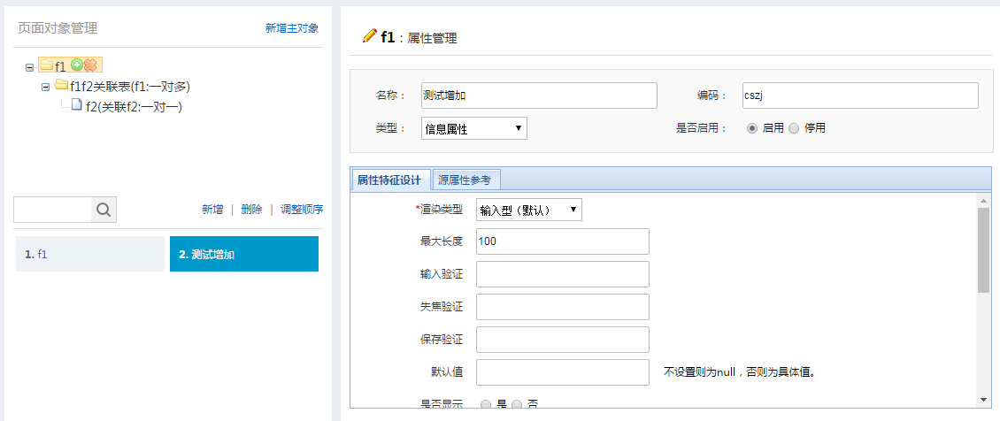 页面对象管理 新增主对象
f1
f1f2关联表(f1:一对多)
f2(关联f2:一对一)
新增 | 删除 | 调整顺序
1. f1 2. 测试增加
f1：属性管理
名称： 测试增加 编码： cszj
类型： 信息属性 是否启用： 启用 停用
属性特征设计 源属性参考
*渲染类型 输入型（默认）
最大长度 100
输入验证
失焦验证
保存验证
默认值 不设置则为null，否则为具体值。
是否显示 是 否